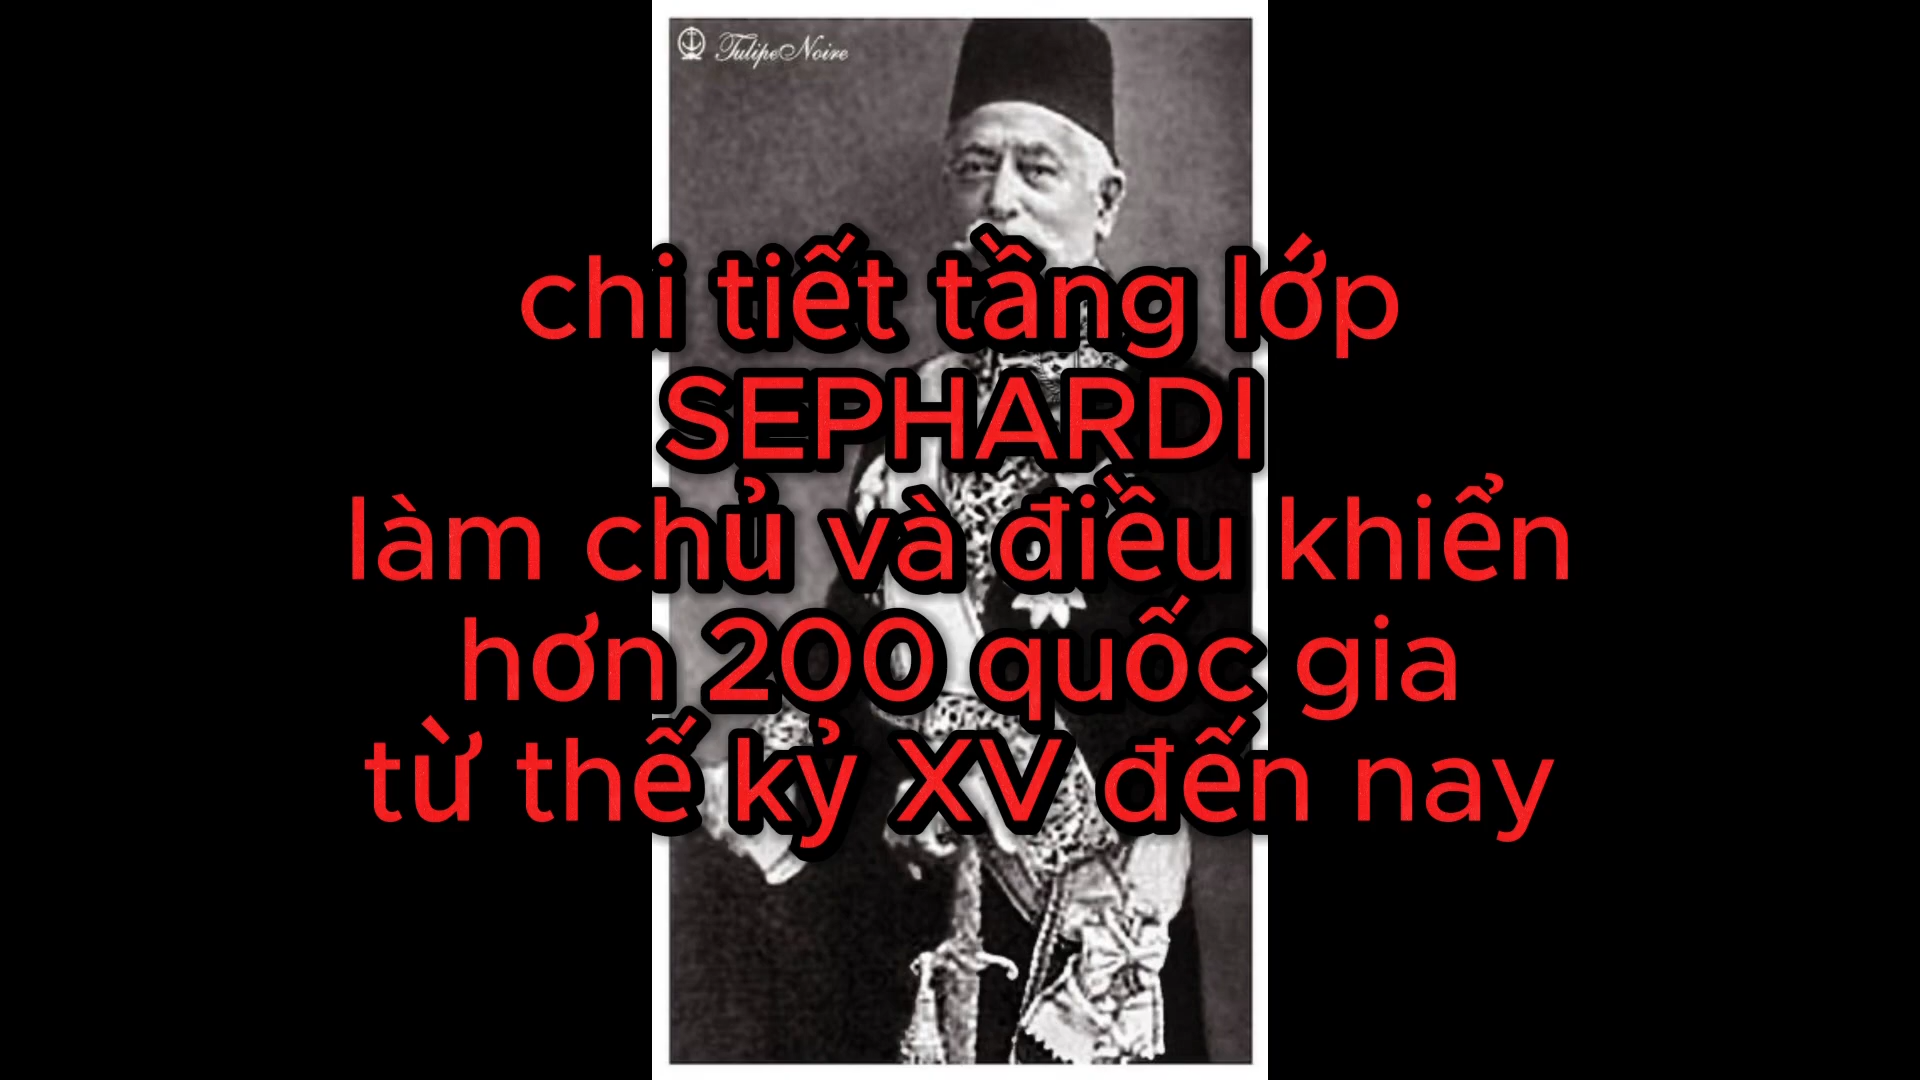 TulipeNoire
chi tiết tầng lớp
SEPHARDI
làm chủ và điều khiển
hơn 200 quốc gia
từ thế kỷ XV đến nay